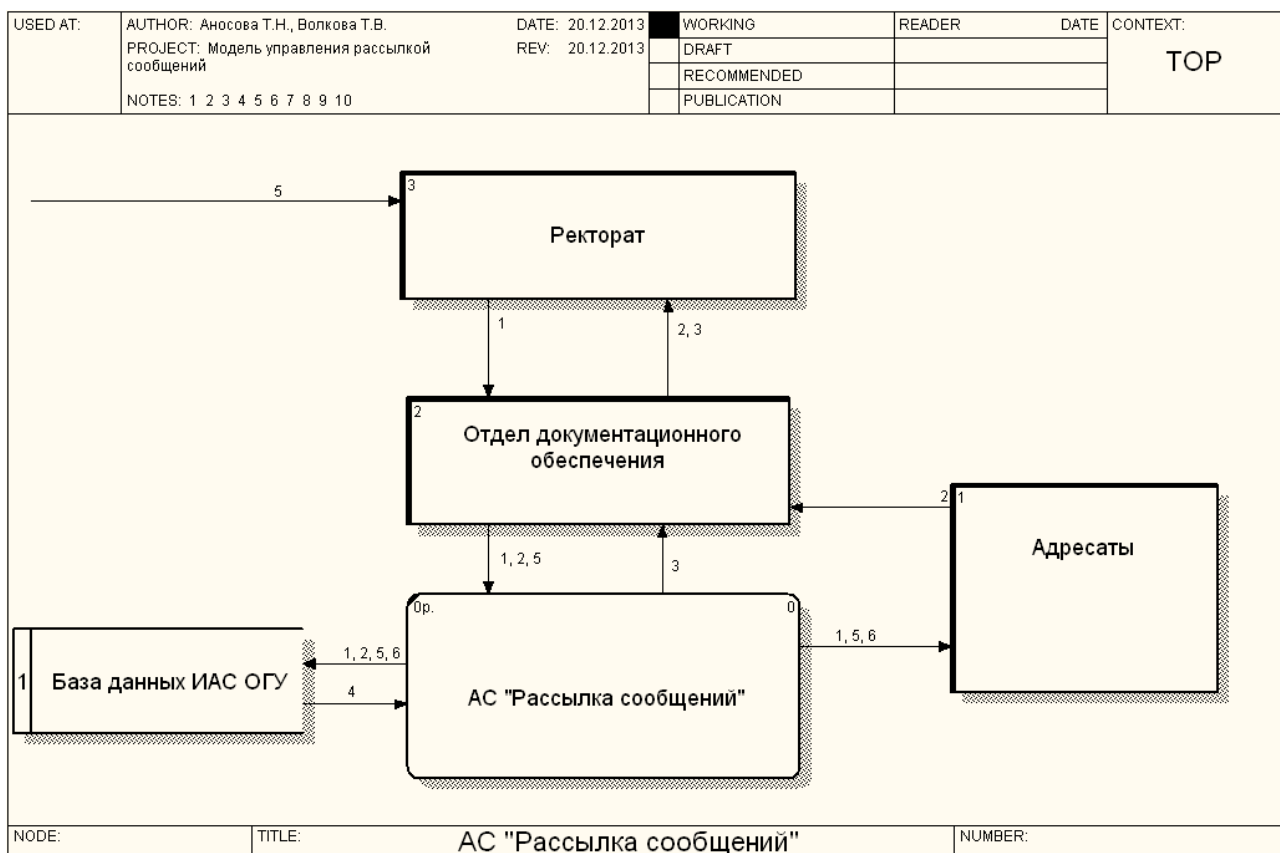 USED AT:
AUTHOR: Аносова Т.Н., Волкова Т.В.
DATE: 20.12.2013
PROJECT: Модель управления рассылкой
сообщений
REV: 20.12.2013
NOTES: 1 2 3 4 5 6 7 8 9 10
WORKING
DRAFT
RECOMMENDED
PUBLICATION
READER DATE
CONTEXT:
TOP
5
3
Ректорат
1
2, 3
2
Отдел документационного
обеспечения
2
1
Адресаты
1, 2, 5
3
0р.
0
АС "Рассылка сообщений"
1, 5, 6
1, 2, 5, 6
4
1
База данных ИАС ОГУ
NODE:
TITLE:
АС "Рассылка сообщений"
NUMBER: